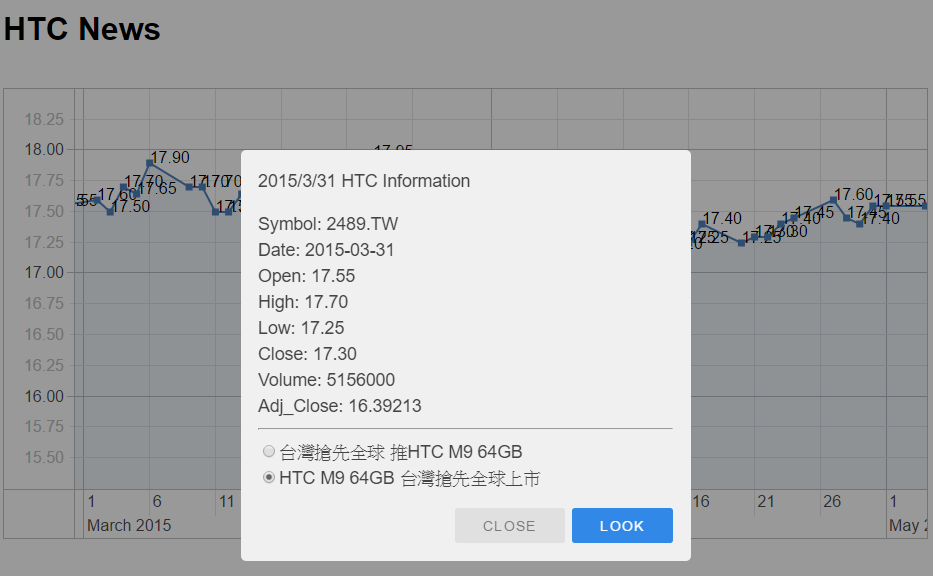 HTC News
18.25
18.00
17.75
17.50
17.25
17.00
16.75
16.50
16.25
16.00
15.75
15.50
17.60
17.50
17.70
17.65
17.90
17.70
17.95
17.40
17.25
17.25
17.30
17.30
17.40
17.45
17.60
17.45
17.40
17.55
17.55
2015/3/31 HTC Information
Symbol: 2489.TW
Date: 2015-03-31
Open: 17.55
High: 17.70
Low: 17.25
Close: 17.30
Volume: 5156000
Adj_Close: 16.39213
台灣搶先全球 推HTC M9 64GB
HTC M9 64GB 台灣搶先全球上市
CLOSE LOOK
1 6 11 16 21 26 1
March 2015 May